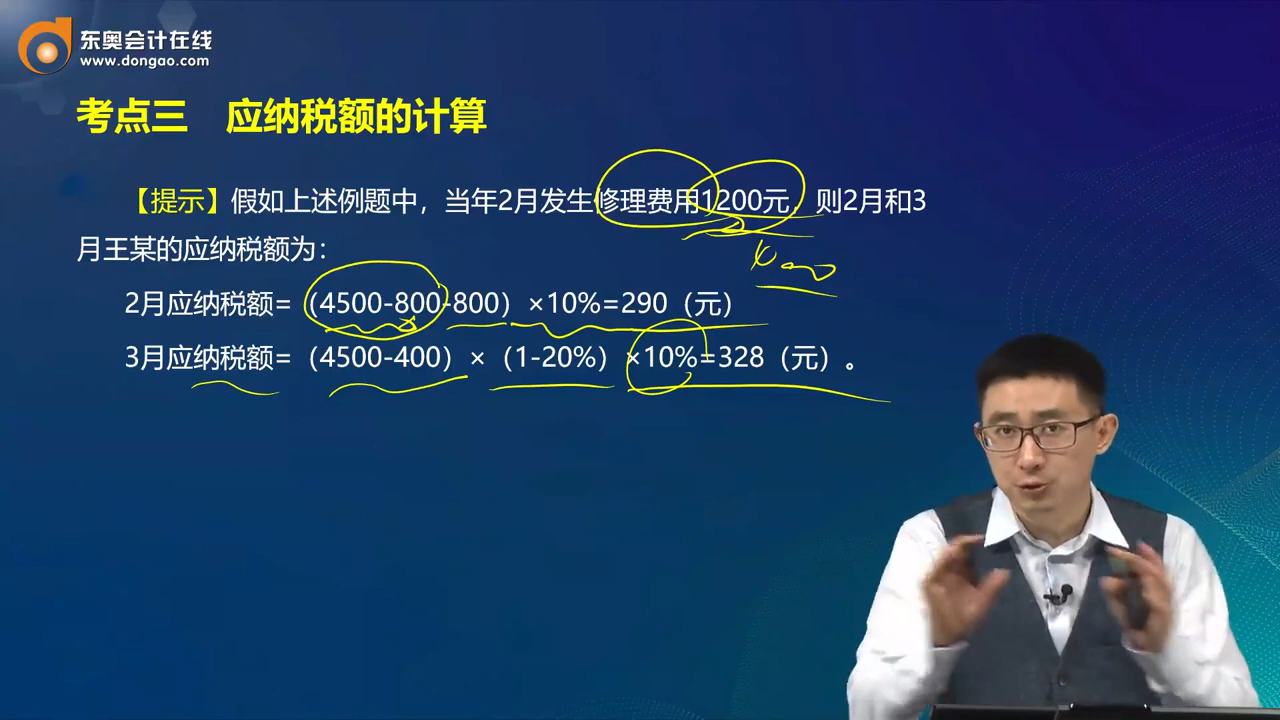 东奥会计在线
www.dongao.com
考点三 应纳税额的计算
【提示】假如上述例题中，当年2月发生修理费用1200元，则2月和3
月王某的应纳税额为：
2月应纳税额=（4500-800-800）×10%=290（元）
3月应纳税额=（4500-400）×（1-20%）×10%=328（元）。